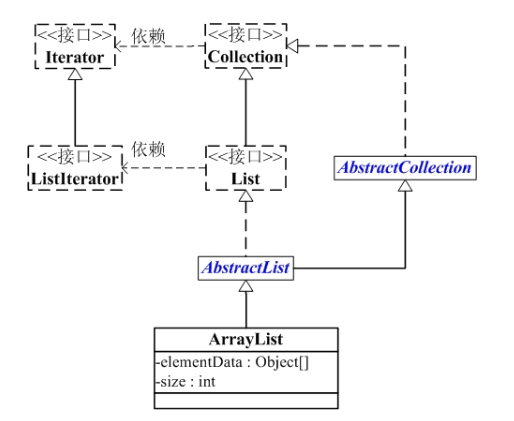 <<接口>>
Iterator
依赖
<<接口>>
Collection
<<接口>>
ListIterator
依赖
<<接口>>
List
AbstractCollection
AbstractList
ArrayList
-elementData : Object[]
-size : int